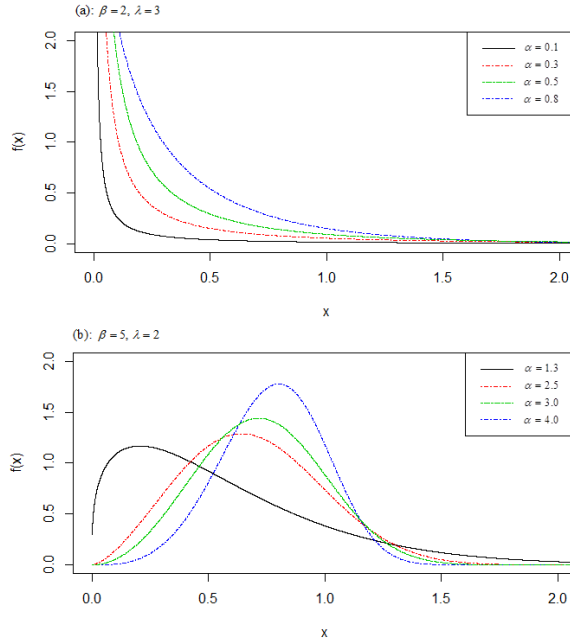 (a): β = 2, λ = 3
2.0
1.5
1.0
0.5
0.0
f(x)
α = 0.1
α = 0.3
α = 0.5
α = 0.8
0.0 0.5 1.0 1.5 2.0
x
(b): β = 5, λ = 2
2.0
1.5
1.0
0.5
0.0
f(x)
α = 1.3
α = 2.5
α = 3.0
α = 4.0
0.0 0.5 1.0 1.5 2.0
x